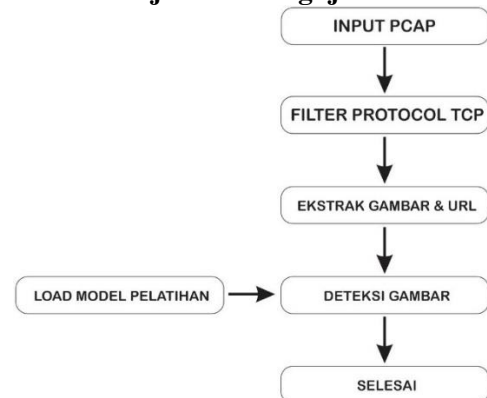 INPUT PCAP
FILTER PROTOCOL TCP
EKSTRAK GAMBAR & URL
LOAD MODEL PELATIHAN
DETEKSI GAMBAR
SELESAI